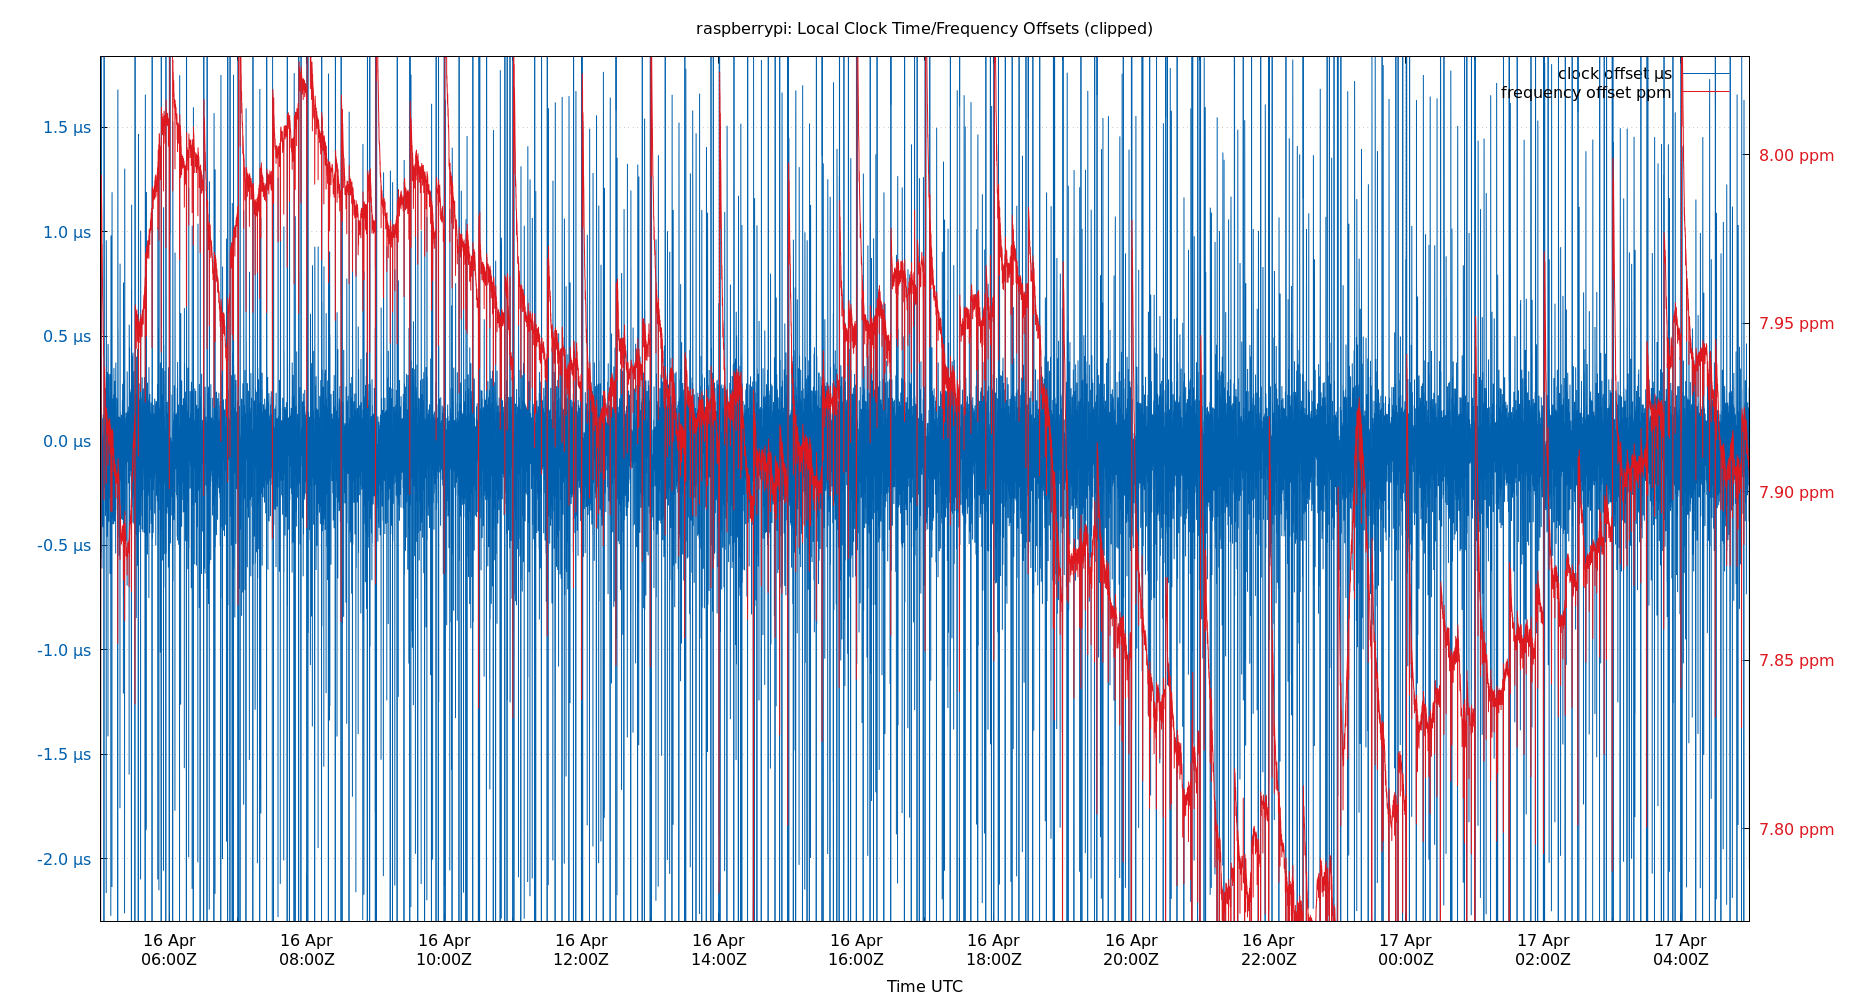 raspberrypi: Local Clock Time/Frequency Offsets (clipped)
clock offset µs
frequency offset ppm
1.5 µs
1.0 µs
0.5 µs
0.0 µs
-0.5 µs
-1.0 µs
-1.5 µs
-2.0 µs
8.00 ppm
7.95 ppm
7.90 ppm
7.85 ppm
7.80 ppm
16 Apr 16 Apr 16 Apr 16 Apr 16 Apr 16 Apr 16 Apr 16 Apr 16 Apr 17 Apr 17 Apr 17 Apr
06:00Z 08:00Z 10:00Z 12:00Z 14:00Z 16:00Z 18:00Z 20:00Z 22:00Z 00:00Z 02:00Z 04:00Z
Time UTC